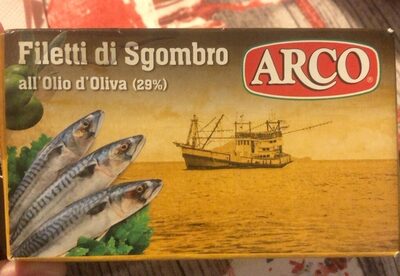 Filetti di Sgombro
all'Olio d'Oliva (29%)
ARCO®